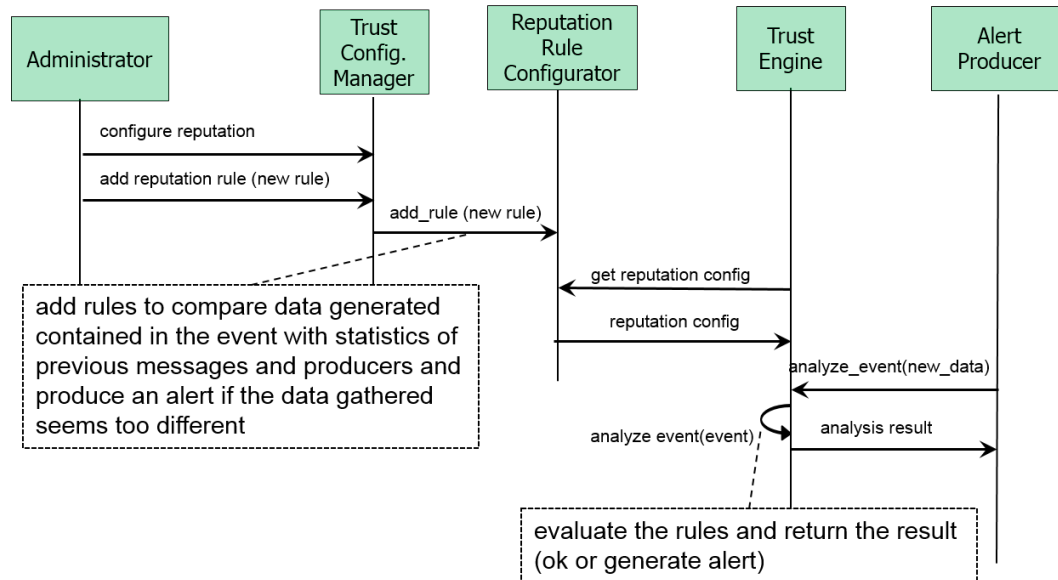 Administrator
Trust
Config.
Manager
Reputation
Rule
Configurator
Trust
Engine
Alert
Producer
configure reputation
add reputation rule (new rule)
add_rule (new rule)
get reputation config
reputation config
analyze_event(new_data)
analyze event(event)
analysis result
add rules to compare data generated
contained in the event with statistics of
previous messages and producers and
produce an alert if the data gathered
seems too different
evaluate the rules and return the result
(ok or generate alert)